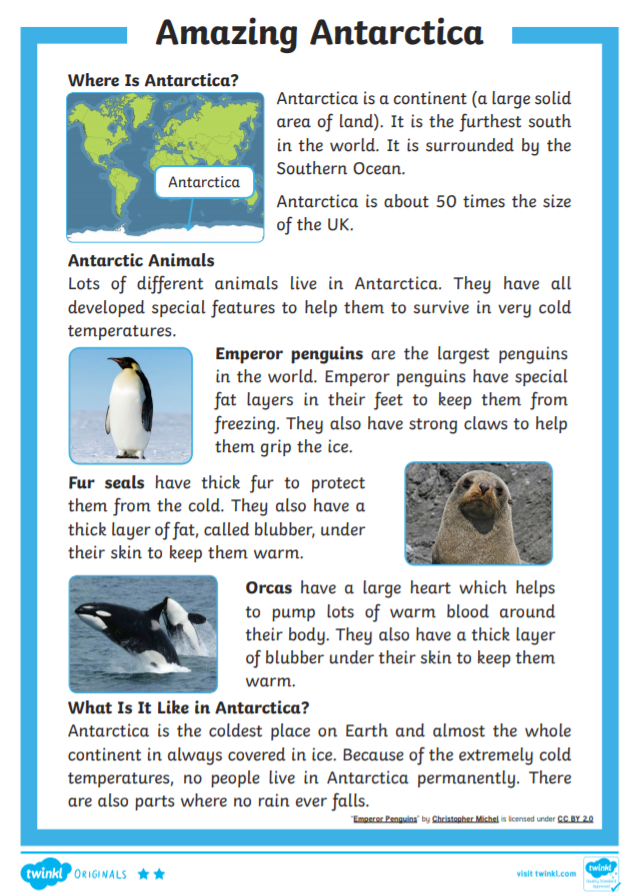 Amazing Antarctica
Where Is Antarctica?
Antarctica
Antarctica is a continent (a large solid
area of land). It is the furthest south
in the world. It is surrounded by the
Southern Ocean.
Antarctica is about 50 times the size
of the UK.
Antarctic Animals
Lots of different animals live in Antarctica. They have all
developed special features to help them to survive in very cold
temperatures.
Emperor penguins are the largest penguins
in the world. Emperor penguins have special
fat layers in their feet to keep them from
freezing. They also have strong claws to help
them grip the ice.
Fur seals have thick fur to protect
them from the cold. They also have a
thick layer of fat, called blubber, under
their skin to keep them warm.
Orcas have a large heart which helps
to pump lots of warm blood around
their body. They also have a thick layer
of blubber under their skin to keep them
warm.
What Is It Like in Antarctica?
Antarctica is the coldest place on Earth and almost the whole
continent in always covered in ice. Because of the extremely cold
temperatures, no people live in Antarctica permanently. There
are also parts where no rain ever falls.
"Emperor Penguins" by Christopher Michel is licensed under CC BY 2.0
twinkl ORIGINALS
visit twinkl.com
twinkl